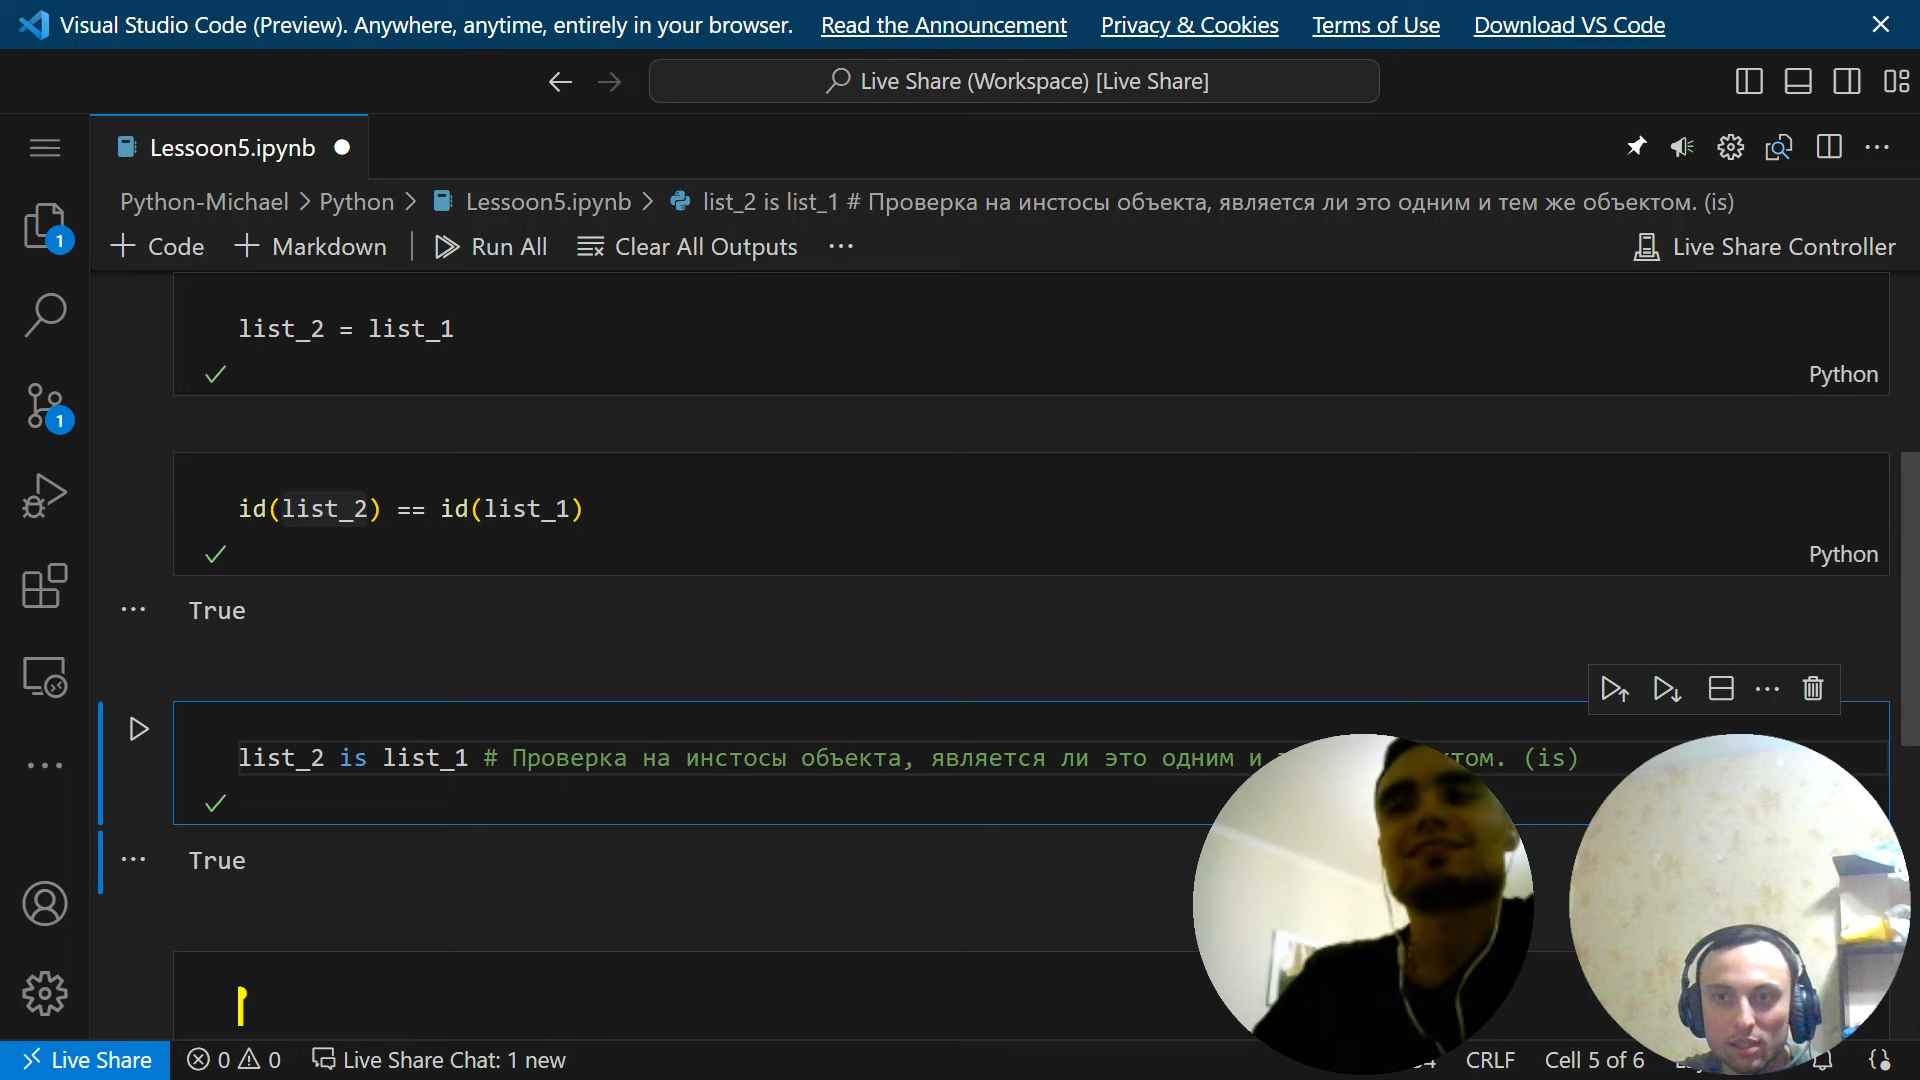 Visual Studio Code (Preview). Anywhere, anytime, entirely in your browser. Read the Announcement Privacy & Cookies Terms of Use Download VS Code
Live Share (Workspace) [Live Share]
Lessoon5.ipynb
Python-Michael > Python > Lessoon5.ipynb > list_2 is list_1 # Проверка на инстосы объекта, является ли это одним и тем же объектом. (is)
+ Code + Markdown Run All Clear All Outputs ... Live Share Controller
list_2 = list_1
Python
id(list_2) == id(list_1)
Python
... True
list_2 is list_1 # Проверка на инстосы объекта, является ли это одним и том. (is)
... True
1
1
Live Share 0 0 Live Share Chat: 1 new CRLF Cell 5 of 6